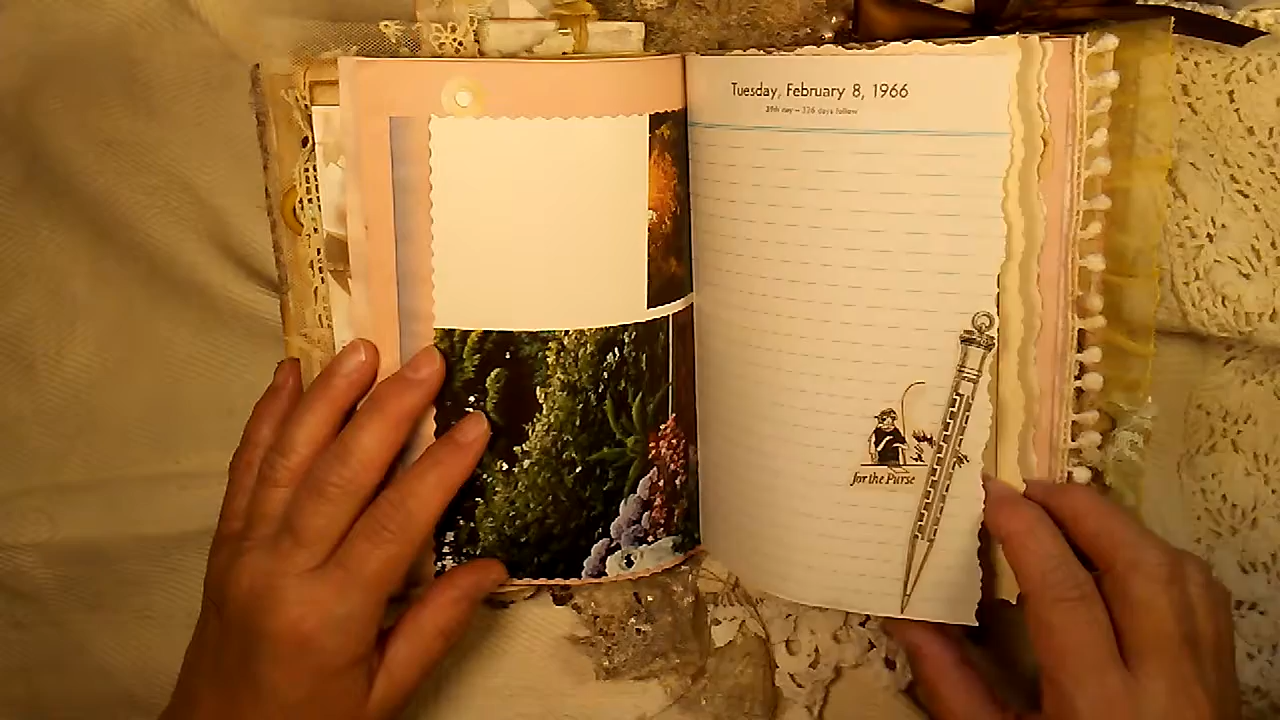 Tuesday, February 8, 1966
39th day – 326 days follow
for the Purse